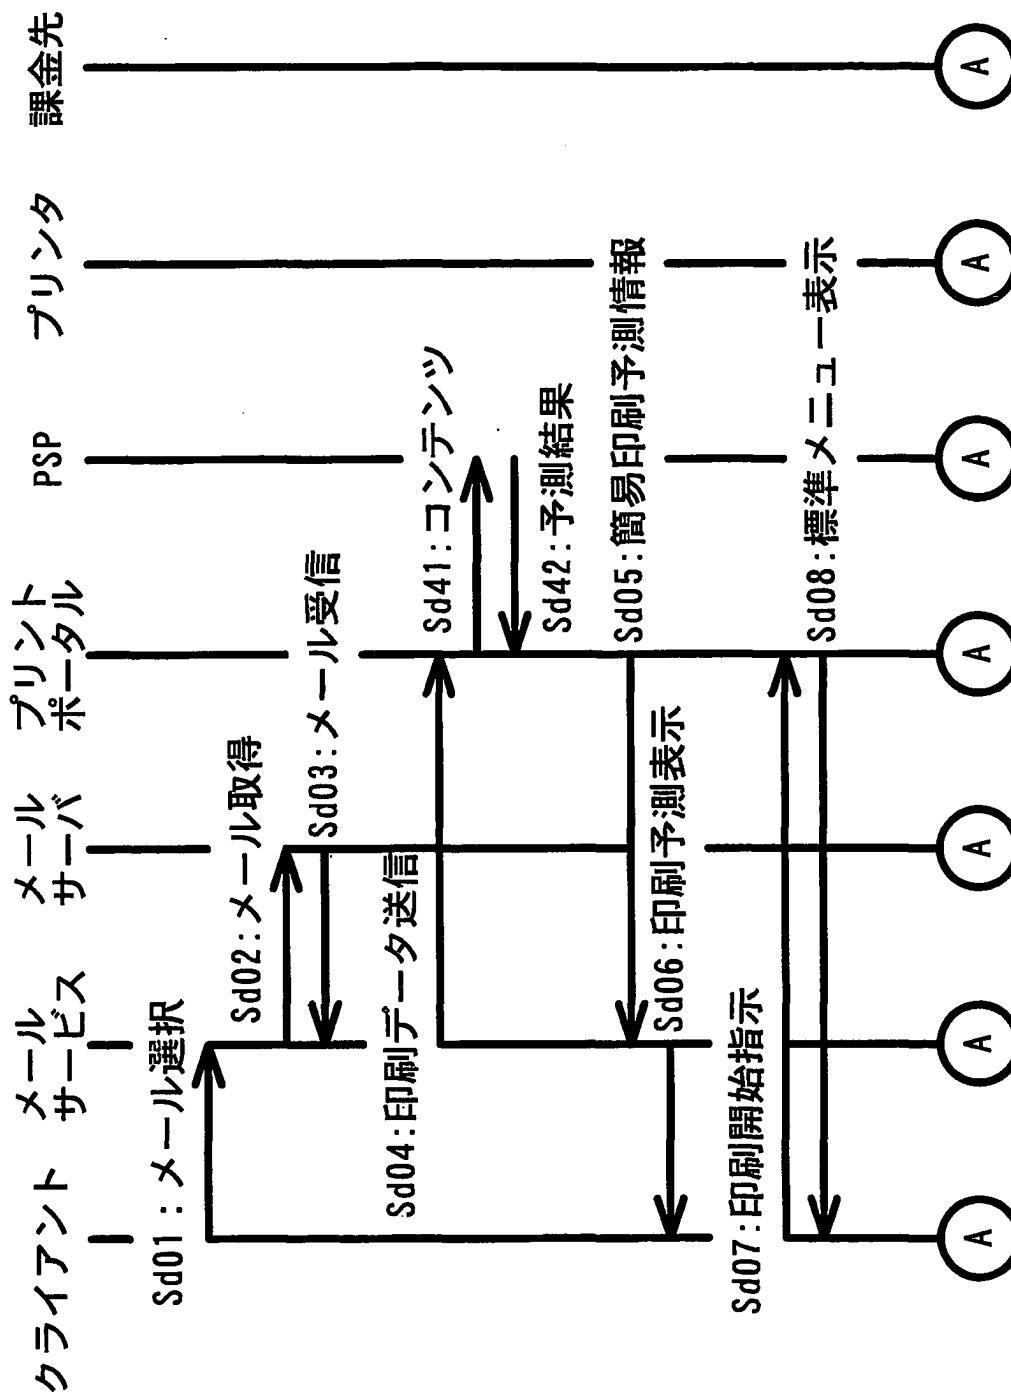 クライアント
メール
サービス
メール
サーバ
プリント
ポータル
PSP
プリンタ
課金先
Sd01:メール選択
Sd02:メール取得
Sd03:メール受信
Sd04:印刷データ送信
Sd41:コンテンツ
Sd42:予測結果
Sd05:簡易印刷予測情報
Sd06:印刷予測表示
Sd07:印刷開始指示
Sd08:標準メニュー表示
A
A
A
A
A
A
A